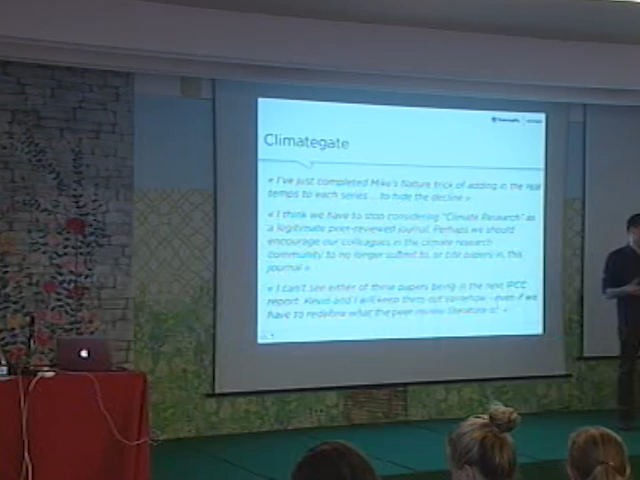 Climategate
« I've just completed Mike's Nature trick of adding in the real
temps to each series ... to hide the decline »
« I think we have to stop considering "Climate Research" as
a legitimate peer-reviewed journal. Perhaps we should
encourage our colleagues in the climate research
community to no longer submit to, or cite papers in, this
journal »
« I can't see either of these papers being in the next IPCC
report. Kevin and I will keep them out somehow - even if we
have to redefine what the peer-review literature is! »